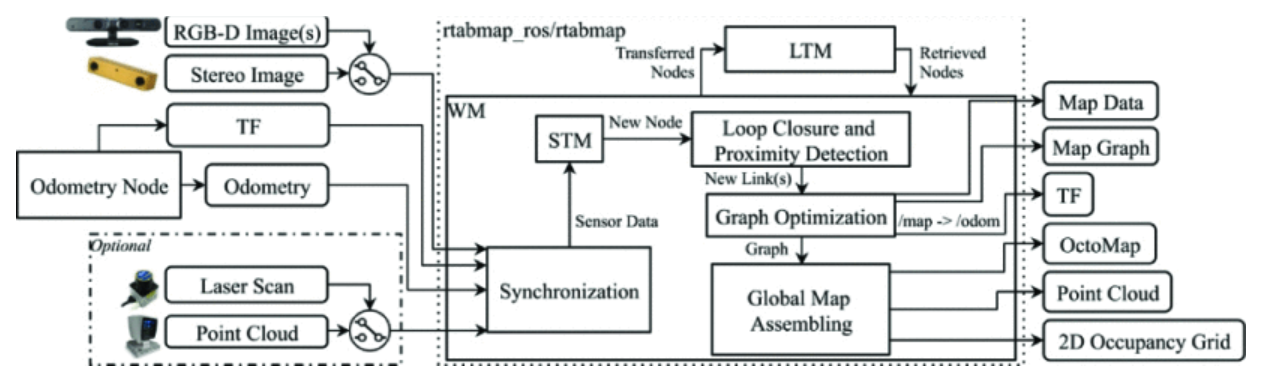 RGB-D Image(s)
Stereo Image
TF
Odometry Node
Odometry
Optional
Laser Scan
Point Cloud
rtabmap_ros/rtabmap
Transferred
Nodes
LTM
Retrieved
Nodes
WM
STM
New Node
Loop Closure and
Proximity Detection
New Link(s)
Sensor Data
Graph Optimization
/map -> /odom
Graph
Synchronization
Global Map
Assembling
Map Data
Map Graph
TF
OctoMap
Point Cloud
2D Occupancy Grid